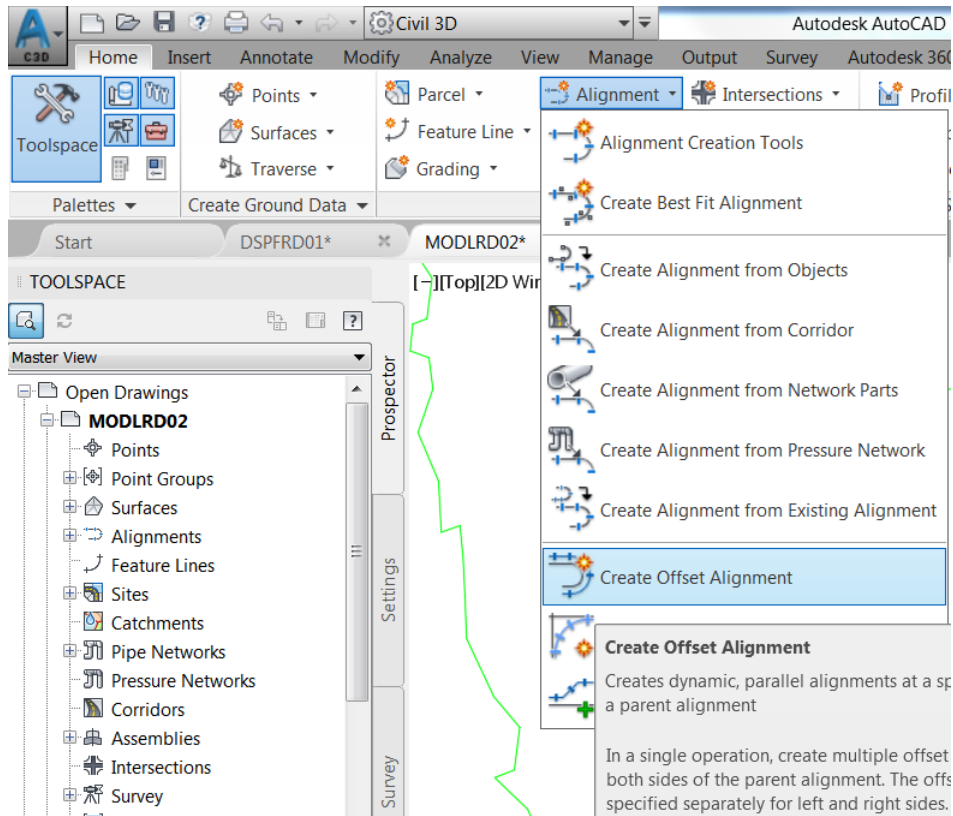 C3D
Civil 3D
Autodesk AutoCAD
Home Insert Annotate Modify Analyze View Manage Output Survey Autodesk 360
Toolspace
Points
Surfaces
Traverse
Parcel
Feature Line
Grading
Alignment
Intersections
Profil
Palettes
Create Ground Data
Start
DSPFRD01*
MODLRD02*
TOOLSPACE
[−][Top][2D Wir
Master View
Open Drawings
MODLRD02
Points
Point Groups
Surfaces
Alignments
Feature Lines
Sites
Catchments
Pipe Networks
Pressure Networks
Corridors
Assemblies
Intersections
Survey
Prospector
Settings
Survey
Alignment Creation Tools
Create Best Fit Alignment
Create Alignment from Objects
Create Alignment from Corridor
Create Alignment from Network Parts
Create Alignment from Pressure Network
Create Alignment from Existing Alignment
Create Offset Alignment
Create Offset Alignment
Creates dynamic, parallel alignments at a sp
a parent alignment
In a single operation, create multiple offset
both sides of the parent alignment. The offs
specified separately for left and right sides.